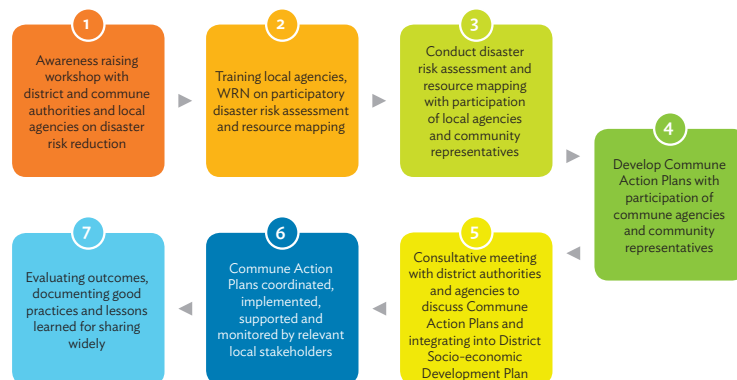 1
Awareness raising
workshop with
district and commune
authorities and local
agencies on disaster
risk reduction
2
Training local agencies,
WRN on participatory
disaster risk assessment
and resource mapping
3
Conduct disaster
risk assessment and
resource mapping
with participation
of local agencies
and community
representatives
4
Develop Commune
Action Plans with
participation of
commune agencies
and community
representatives
5
Consultative meeting
with district authorities
and agencies to
discuss Commune
Action Plans and
integrating into District
Socio-economic
Development Plan
6
Commune Action
Plans coordinated,
implemented,
supported and
monitored by relevant
local stakeholders
7
Evaluating outcomes,
documenting good
practices and lessons
learned for sharing
widely